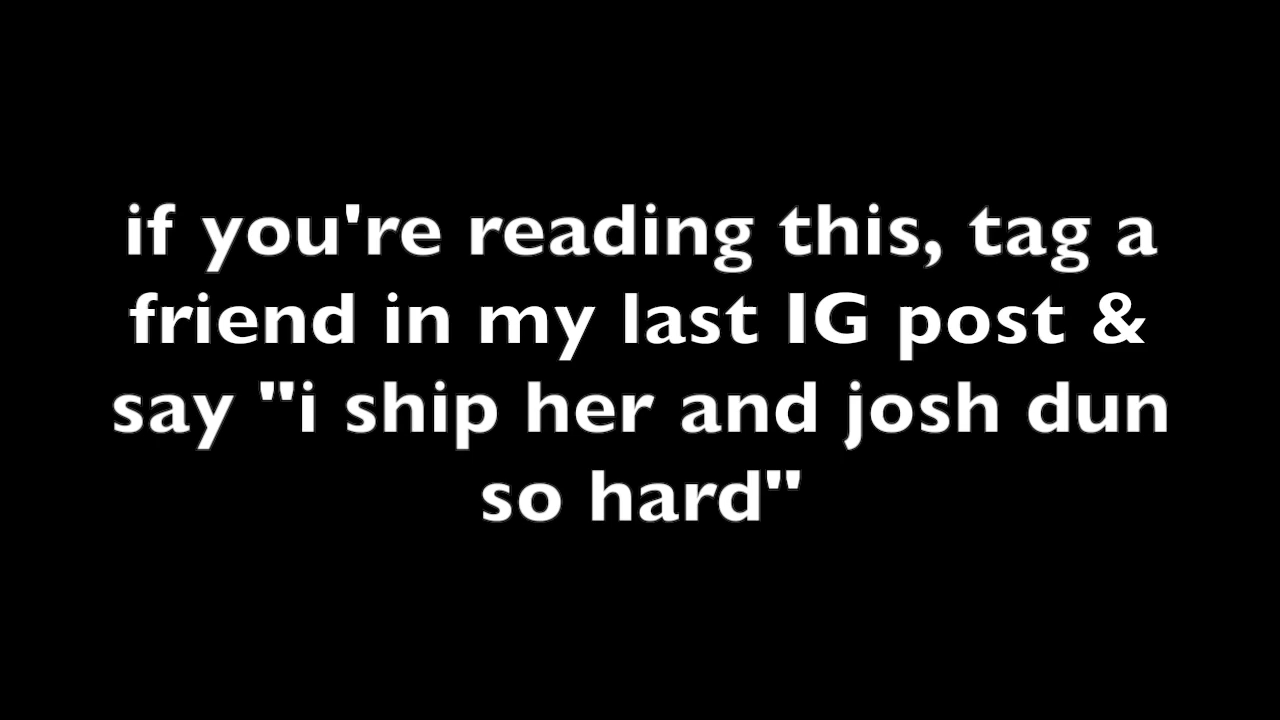 if you're reading this, tag a
friend in my last IG post &
say "i ship her and josh dun
so hard"